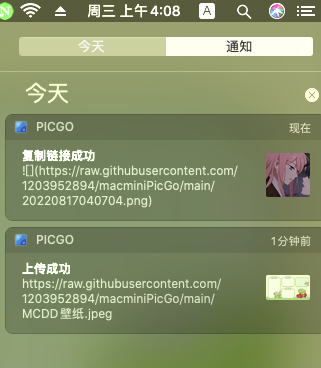 N 周三 上午4:08 A
今天 通知
今天
PICGO 现在
复制链接成功
![](https://raw.githubusercontent.com/
1203952894/macminiPicGo/main/
20220817040704.png)
PICGO 1分钟前
上传成功
https://raw.githubusercontent.com/
1203952894/macminiPicGo/main/
MCDD壁纸.jpeg